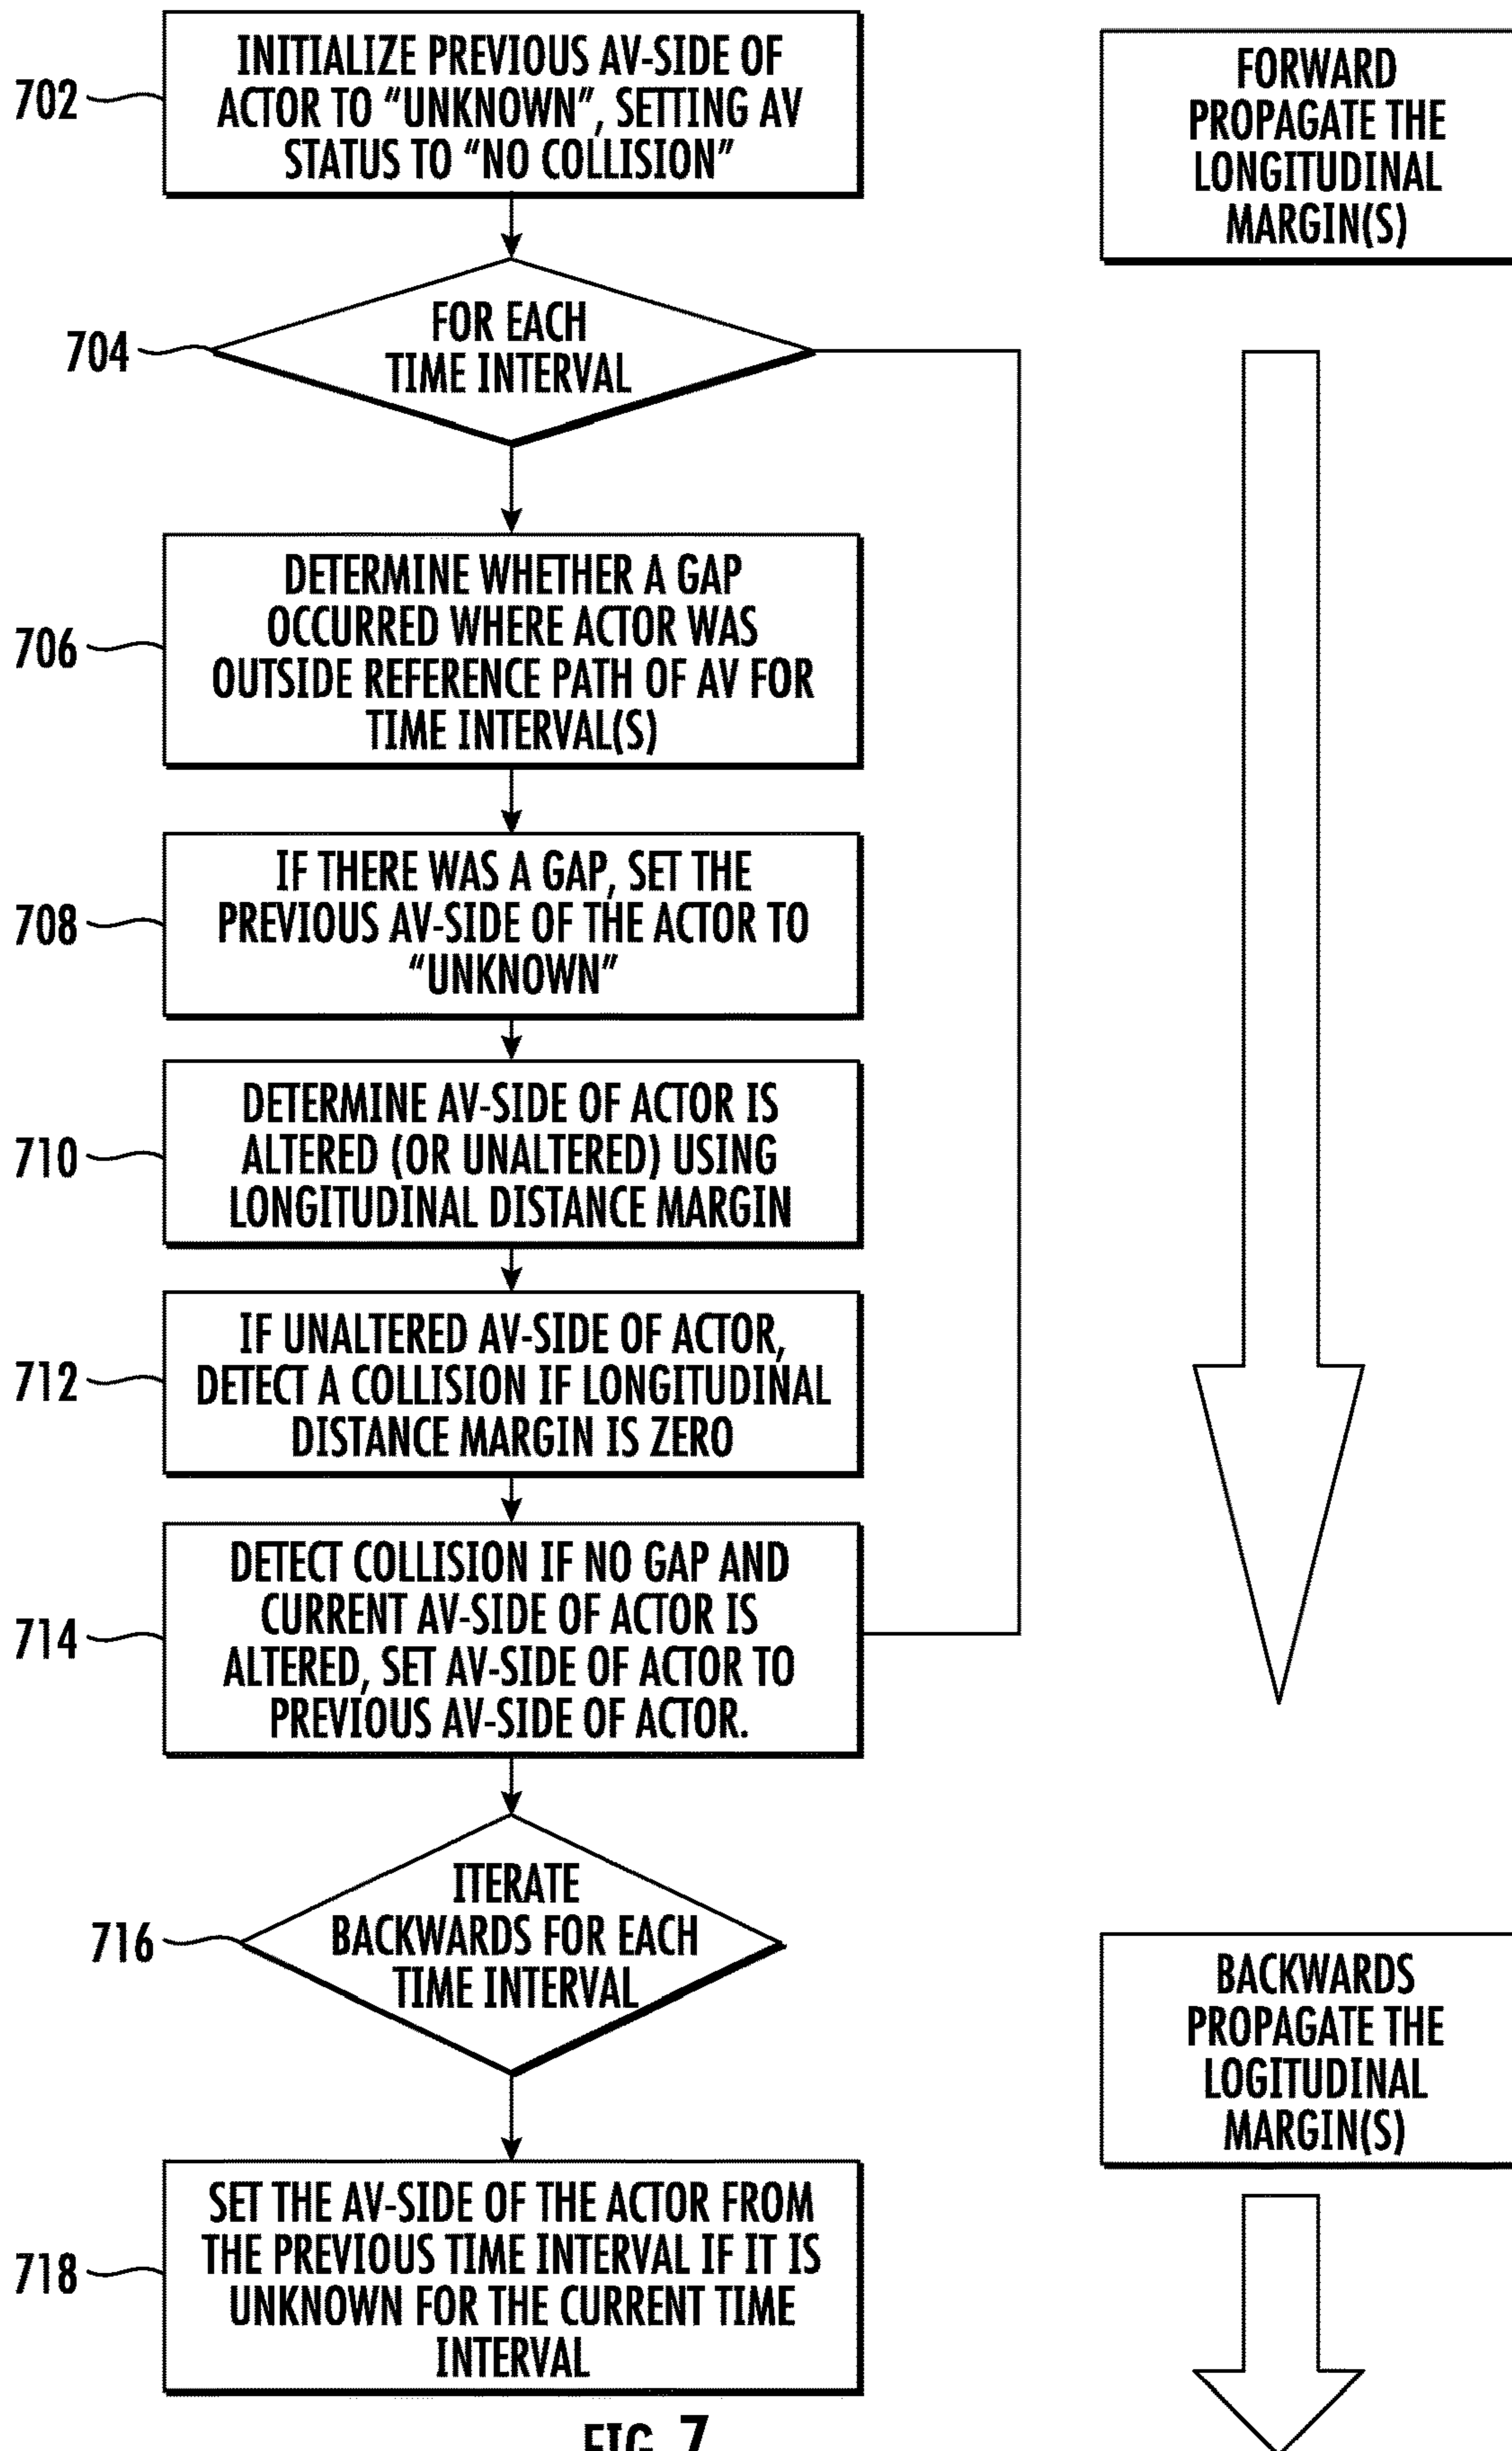 702
INITIALIZE PREVIOUS AV-SIDE OF
ACTOR TO “UNKNOWN”, SETTING AV
STATUS TO “NO COLLISION”
FORWARD
PROPAGATE THE
LONGITUDINAL
MARGIN(S)
704
FOR EACH
TIME INTERVAL
706
DETERMINE WHETHER A GAP
OCCURRED WHERE ACTOR WAS
OUTSIDE REFERENCE PATH OF AV FOR
TIME INTERVAL(S)
708
IF THERE WAS A GAP, SET THE
PREVIOUS AV-SIDE OF THE ACTOR TO
“UNKNOWN”
710
DETERMINE AV-SIDE OF ACTOR IS
ALTERED (OR UNALTERED) USING
LONGITUDINAL DISTANCE MARGIN
712
IF UNALTERED AV-SIDE OF ACTOR,
DETECT A COLLISION IF LONGITUDINAL
DISTANCE MARGIN IS ZERO
714
DETECT COLLISION IF NO GAP AND
CURRENT AV-SIDE OF ACTOR IS
ALTERED, SET AV-SIDE OF ACTOR TO
PREVIOUS AV-SIDE OF ACTOR.
716
ITERATE
BACKWARDS FOR EACH
TIME INTERVAL
BACKWARDS
PROPAGATE THE
LOGITUDINAL
MARGIN(S)
718
SET THE AV-SIDE OF THE ACTOR FROM
THE PREVIOUS TIME INTERVAL IF IT IS
UNKNOWN FOR THE CURRENT TIME
INTERVAL
FIG. 7